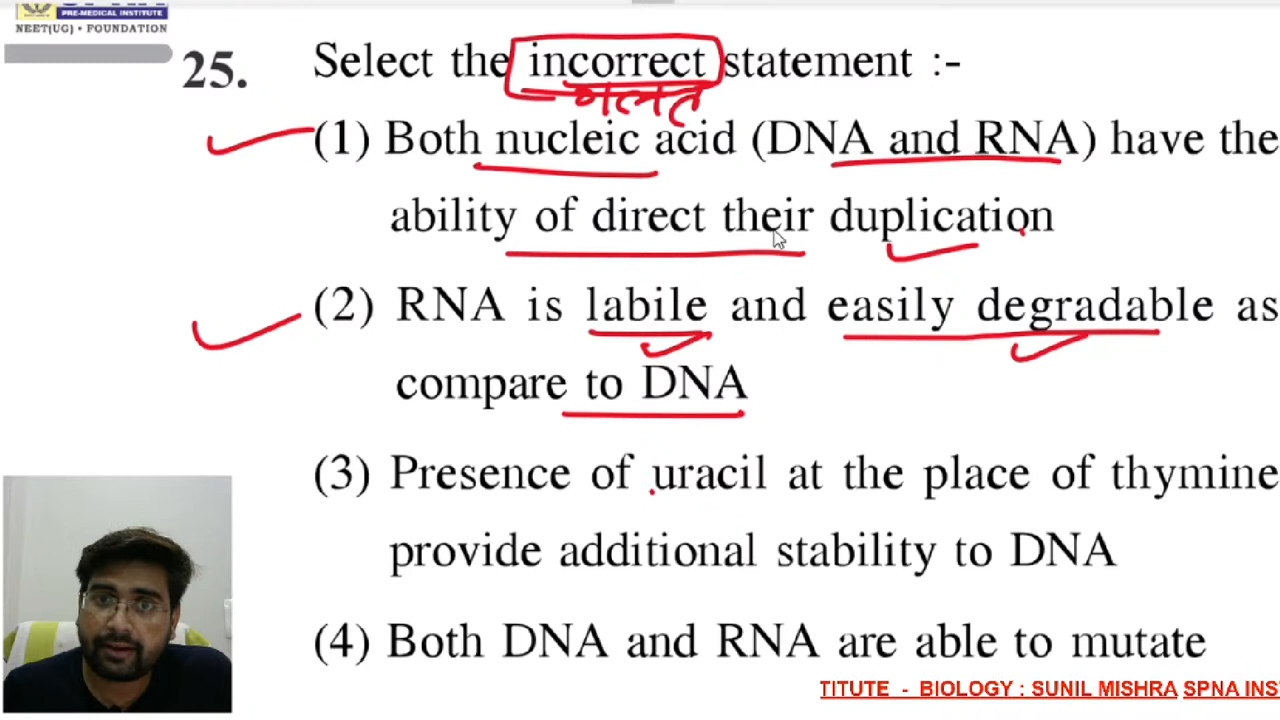 PRE-MEDICAL INSTITUTE
NEET(UG) • FOUNDATION
25. Select the incorrect statement :-
गलत
(1) Both nucleic acid (DNA and RNA) have the
ability of direct their duplication
(2) RNA is labile and easily degradable as
compare to DNA
(3) Presence of uracil at the place of thymine
provide additional stability to DNA
(4) Both DNA and RNA are able to mutate
TITUTE - BIOLOGY : SUNIL MISHRA SPNA INS